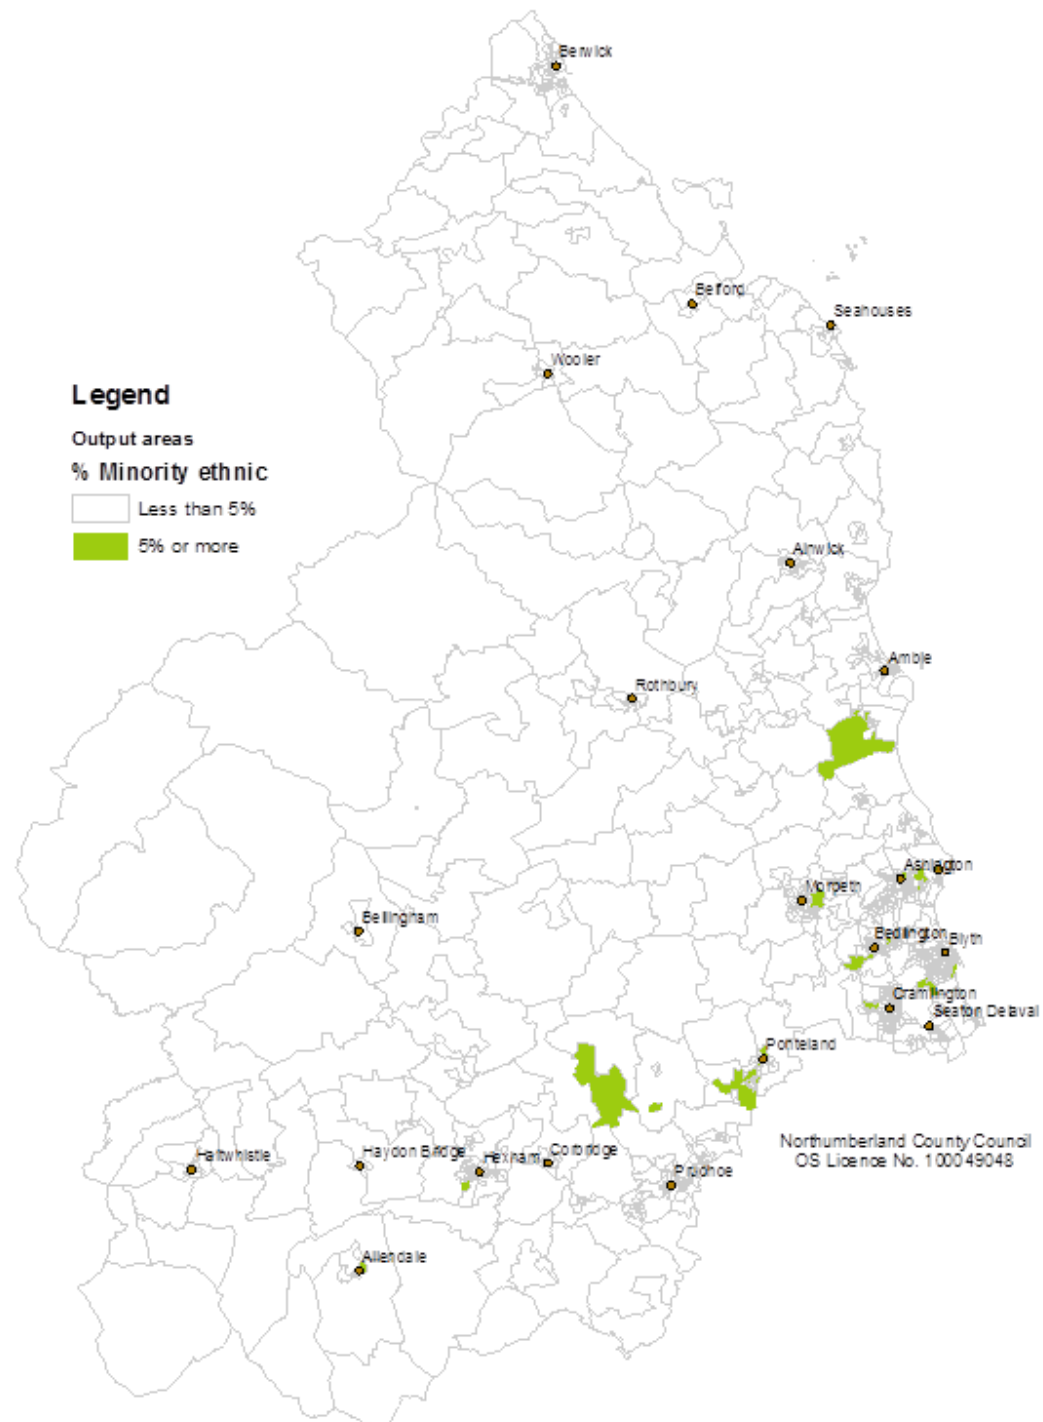 Berwick
Belford
Seahouses
Wooler
Legend
Output areas
% Minority ethnic
Less than 5%
5% or more
Alnwick
Amble
Rothbury
Ashington
Morpeth
Bellingham
Bedlington
Blyth
Cramlington
Seaton Delaval
Ponteland
Northumberland County Council
OS Licence No. 100049048
Haltwhistle
Haydon Bridge
Hexham
Corbridge
Prudhoe
Allendale